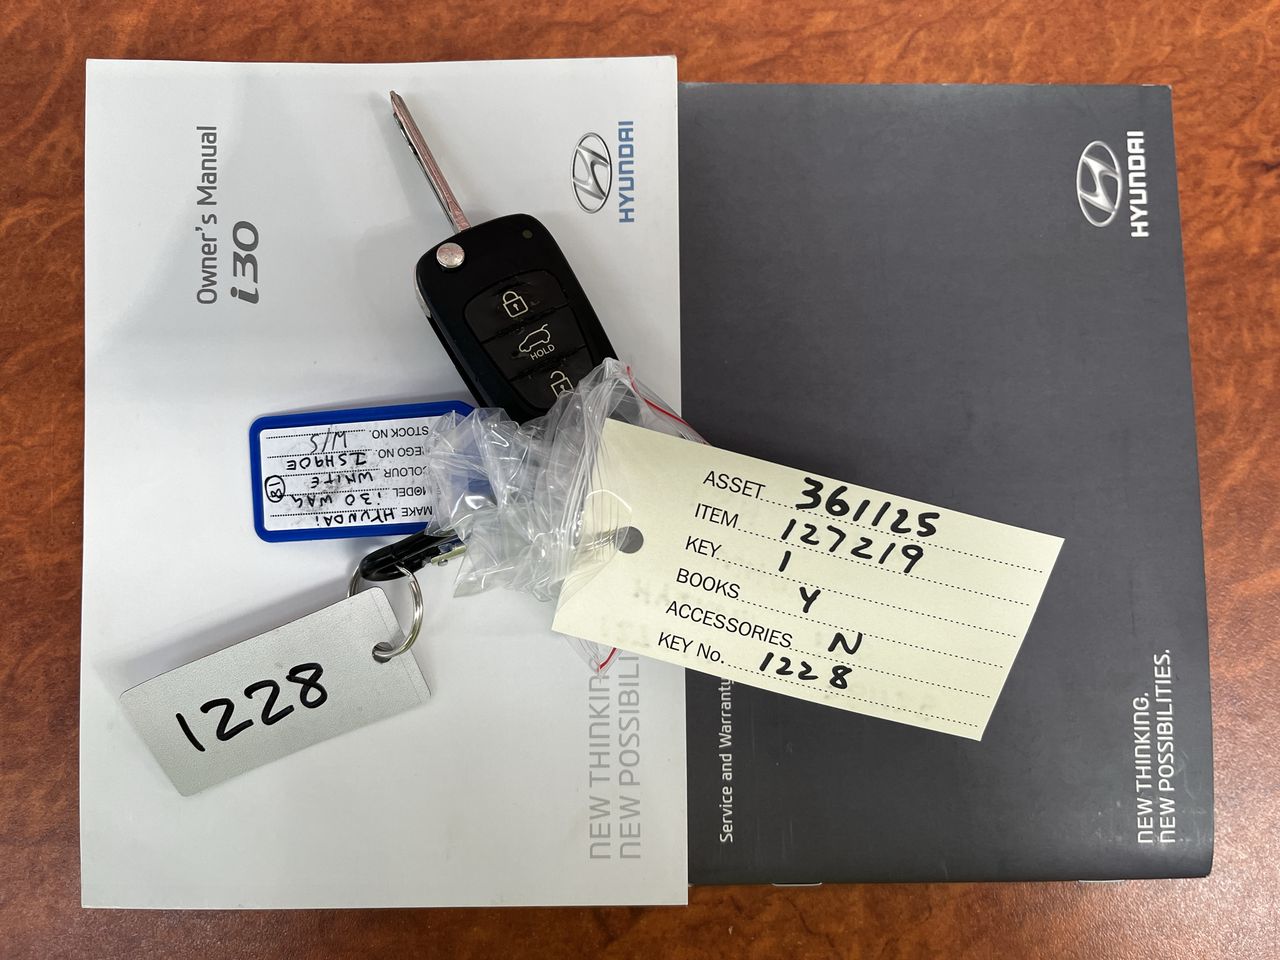 Owner's Manual
i30
HYUNDAI
NEW THINKING.
NEW POSSIBILI
HYUNDAI
Service and Warranty
NEW THINKING.
NEW POSSIBILITIES.
HOLD
MAKE HYUNDAi
MODEL i30 WAG
COLOUR WHITE
REGO NO.
STOCK NO. W/S
1228
ASSET 361125
ITEM 127219
KEY 1
BOOKS Y
ACCESSORIES N
KEY No. 1228